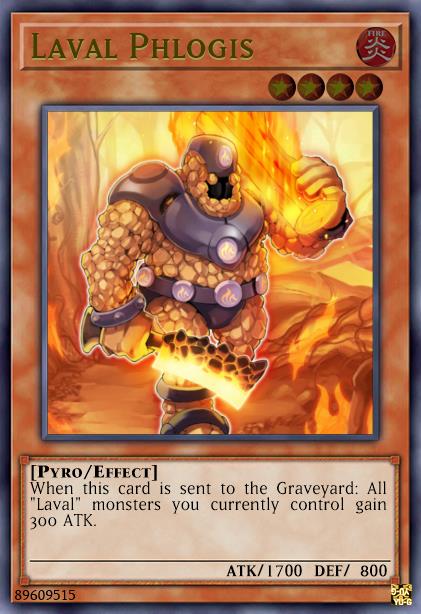 Laval Phlogis
FIRE
炎
[Pyro/Effect]
When this card is sent to the Graveyard: All
"Laval" monsters you currently control gain
300 ATK.
ATK/1700 DEF/ 800
89609515